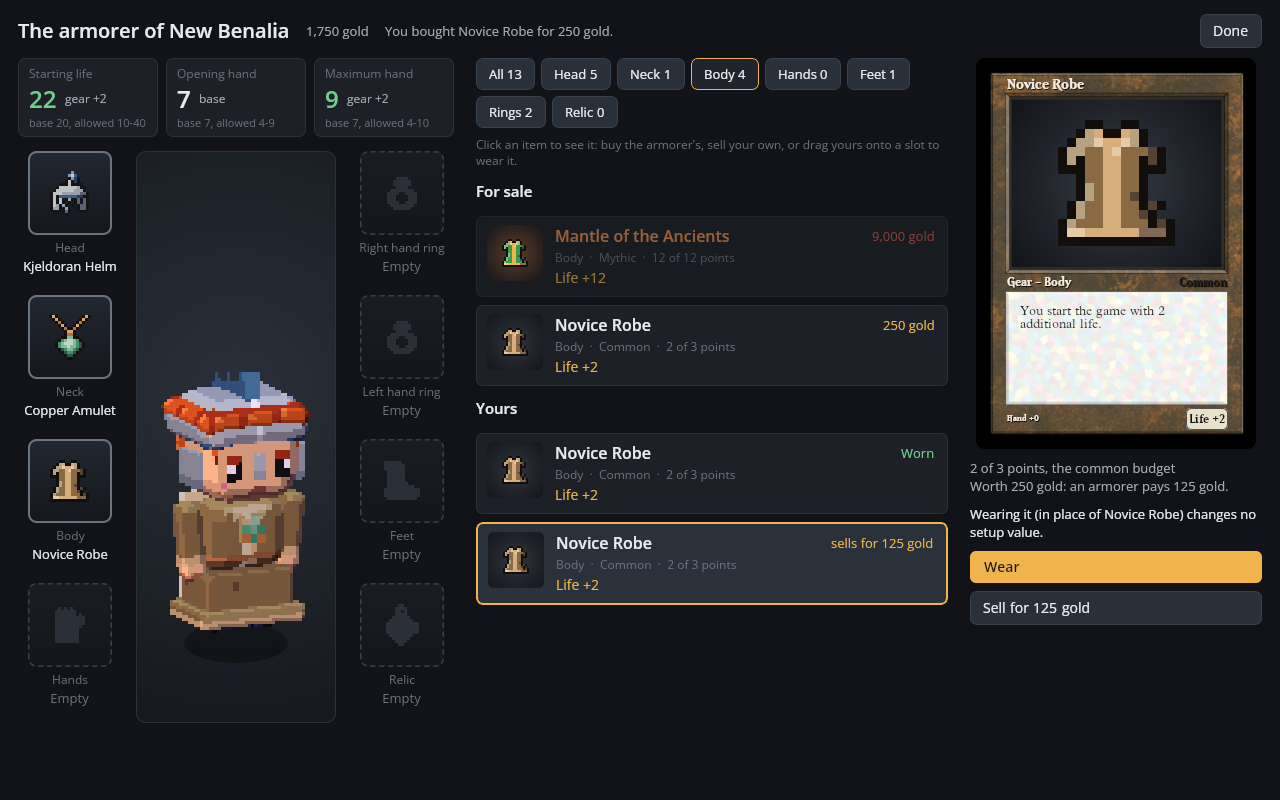 The armorer of New Benalia
1,750 gold
You bought Novice Robe for 250 gold.
Done
Starting life
22 gear +2
base 20, allowed 10-40
Opening hand
7 base
base 7, allowed 4-9
Maximum hand
9 gear +2
base 7, allowed 4-10
Head
Kjeldoran Helm
Neck
Copper Amulet
Body
Novice Robe
Hands
Empty
Right hand ring
Empty
Left hand ring
Empty
Feet
Empty
Relic
Empty
All 13
Head 5
Neck 1
Body 4
Hands 0
Feet 1
Rings 2
Relic 0
Click an item to see it: buy the armorer's, sell your own, or drag yours onto a slot to
wear it.
For sale
Mantle of the Ancients
9,000 gold
Body · Mythic · 12 of 12 points
Life +12
Novice Robe
250 gold
Body · Common · 2 of 3 points
Life +2
Yours
Novice Robe
Worn
Body · Common · 2 of 3 points
Life +2
Novice Robe
sells for 125 gold
Body · Common · 2 of 3 points
Life +2
Novice Robe
Gear – Body
Common
You start the game with 2
additional life.
Hand +0
Life +2
2 of 3 points, the common budget
Worth 250 gold: an armorer pays 125 gold.
Wearing it (in place of Novice Robe) changes no
setup value.
Wear
Sell for 125 gold